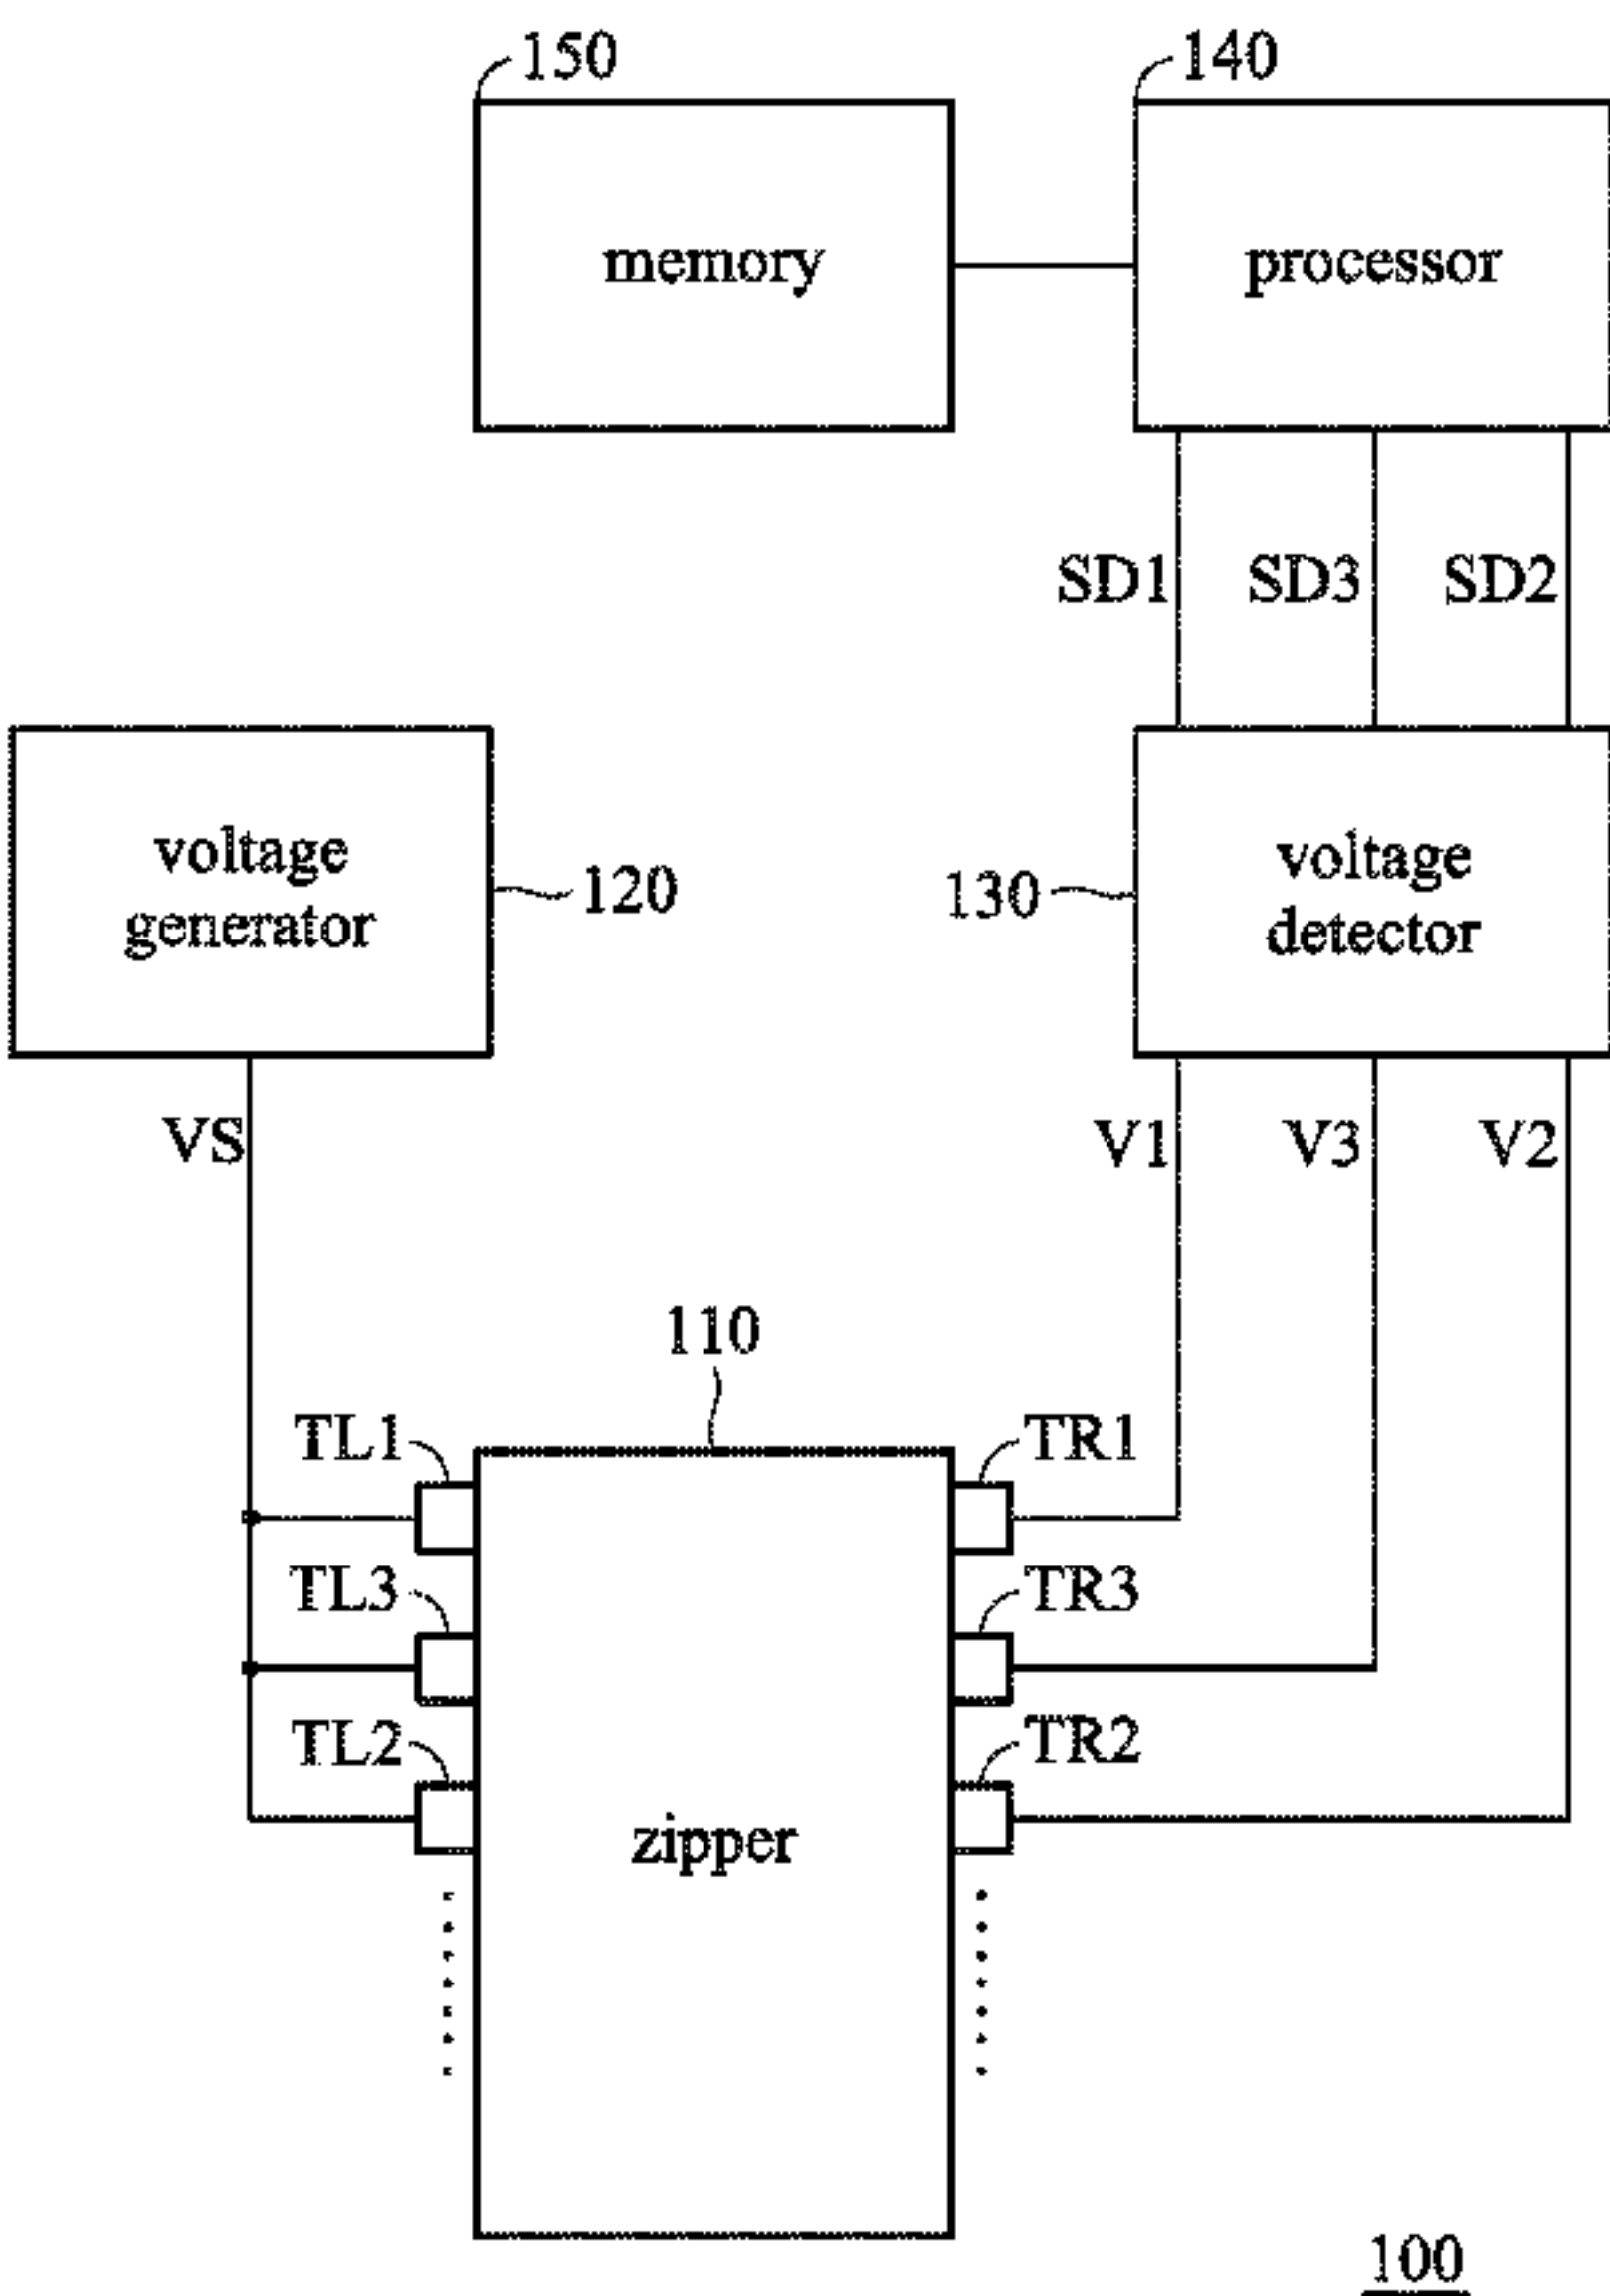 150
140
memory
processor
SD1
SD3
SD2
voltage
generator
120
130
voltage
detector
VS
V1
V3
V2
110
TL1
TR1
TL3
TR3
TL2
TR2
zipper
100